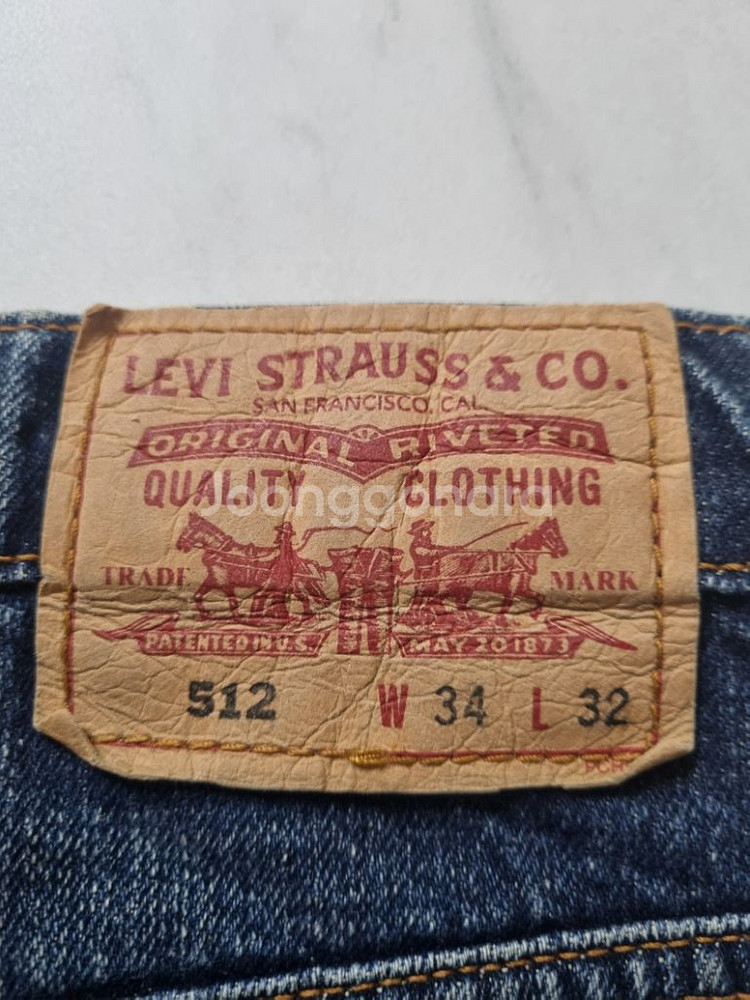 LEVI STRAUSS & CO.
SAN FRANCISCO, CAL.
ORIGINAL RIVETED
QUALITY CLOTHING
Joonggonara
TRADE MARK
PATENTED IN U.S. MAY 20 1873
512 W 34 L 32